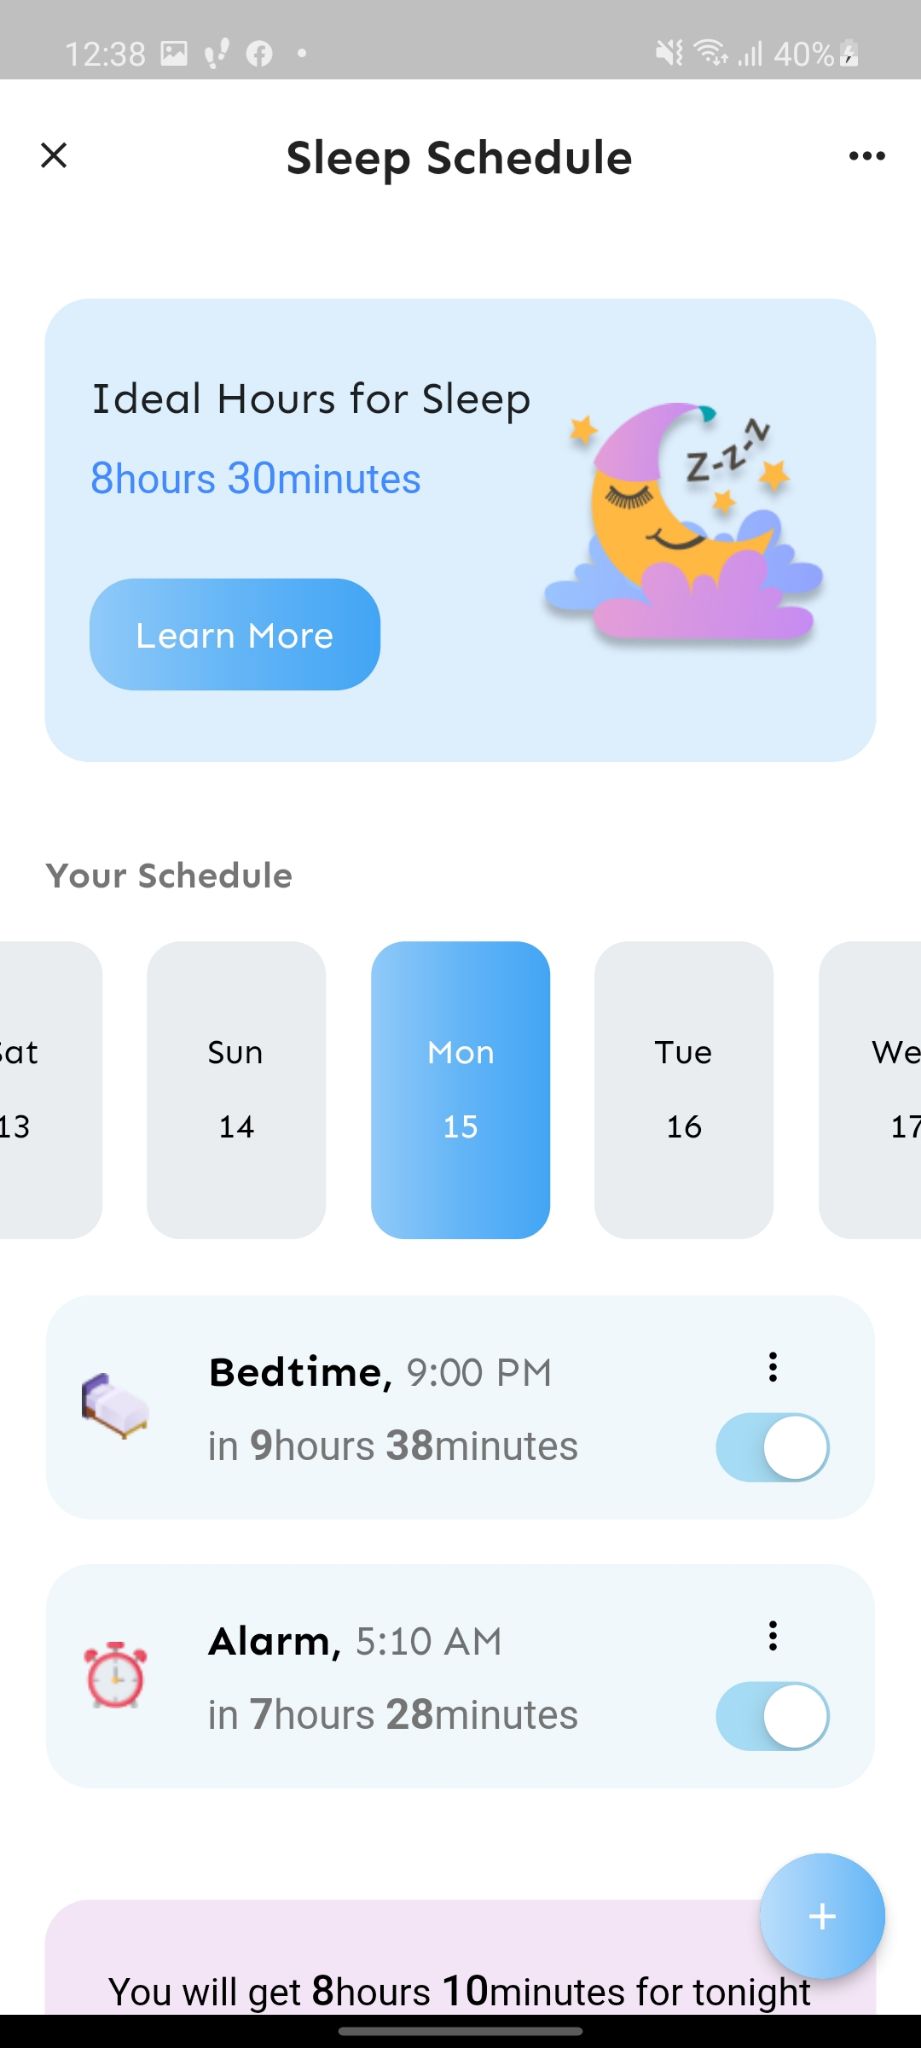 12:38 40%
Sleep Schedule
Ideal Hours for Sleep
8hours 30minutes
Z-Z-Z
Learn More
Your Schedule
Sat Sun Mon Tue We
13 14 15 16 17
Bedtime, 9:00 PM
in 9hours 38minutes
Alarm, 5:10 AM
in 7hours 28minutes
+
You will get 8hours 10minutes for tonight